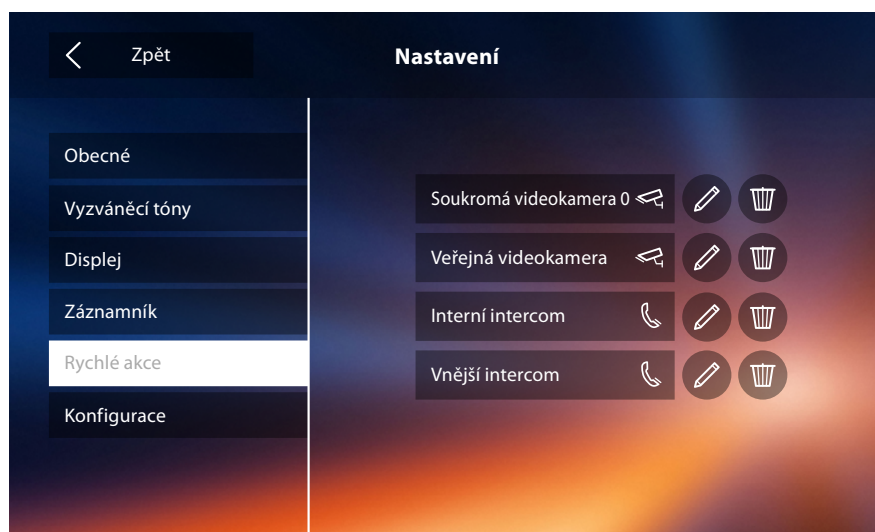 Zpět
Nastavení
Obecné
Vyzváněcí tóny
Displej
Záznamník
Rychlé akce
Konfigurace
Soukromá videokamera 0
Veřejná videokamera
Interní intercom
Vnější intercom